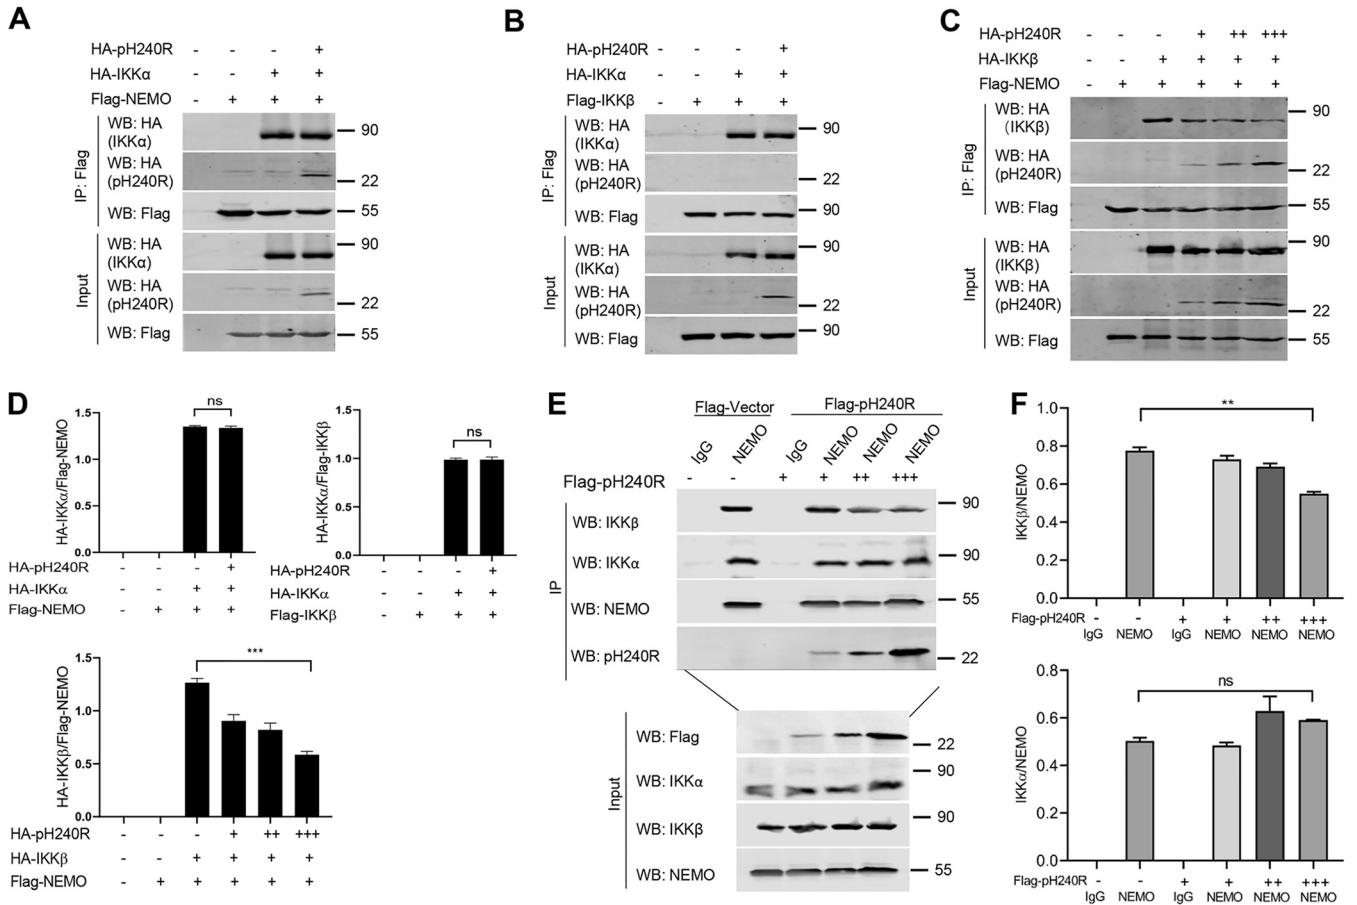 A
HA-pH240R - - - +
HA-IKKα - - + +
Flag-NEMO - + + +
IP: Flag
WB: HA
(IKKα)
90
WB: HA
(pH240R)
22
WB: Flag
55
Input
WB: HA
(IKKα)
90
WB: HA
(pH240R)
22
WB: Flag
55
B
HA-pH240R - - - +
HA-IKKα - - + +
Flag-IKKβ - + + +
IP: Flag
WB: HA
(IKKα)
90
WB: HA
(pH240R)
22
WB: Flag
90
Input
WB: HA
(IKKα)
90
WB: HA
(pH240R)
22
WB: Flag
90
C
HA-pH240R - - - + ++ +++
HA-IKKβ - - + + + +
Flag-NEMO - + + + + +
IP: Flag
WB: HA
(IKKβ)
90
WB: HA
(pH240R)
22
WB: Flag
55
Input
WB: HA
(IKKβ)
90
WB: HA
(pH240R)
22
WB: Flag
55
D
HA-IKKα/Flag-NEMO
1.5
1.0
0.5
0.0
ns
HA-pH240R - - - +
HA-IKKα - - + +
Flag-NEMO - + + +
HA-IKKα/Flag-IKKβ
1.5
1.0
0.5
0.0
ns
HA-pH240R - - - +
HA-IKKα - - + +
Flag-IKKβ - + + +
HA-IKKβ/Flag-NEMO
1.5
1.0
0.5
0.0
***
HA-pH240R - - - + ++ +++
HA-IKKβ - - + + + +
Flag-NEMO - + + + + +
E
Flag-Vector Flag-pH240R
IgG NEMO IgG NEMO NEMO NEMO
Flag-pH240R - - + + ++ +++
IP
WB: IKKβ
90
WB: IKKα
90
WB: NEMO
55
WB: pH240R
22
Input
WB: Flag
22
WB: IKKα
90
WB: IKKβ
90
WB: NEMO
55
F
IKKβ/NEMO
1.0
0.8
0.6
0.4
0.2
0.0
**
Flag-pH240R - - + + ++ +++
IgG NEMO IgG NEMO NEMO NEMO
IKKα/NEMO
0.8
0.6
0.4
0.2
0.0
ns
Flag-pH240R - - + + ++ +++
IgG NEMO IgG NEMO NEMO NEMO